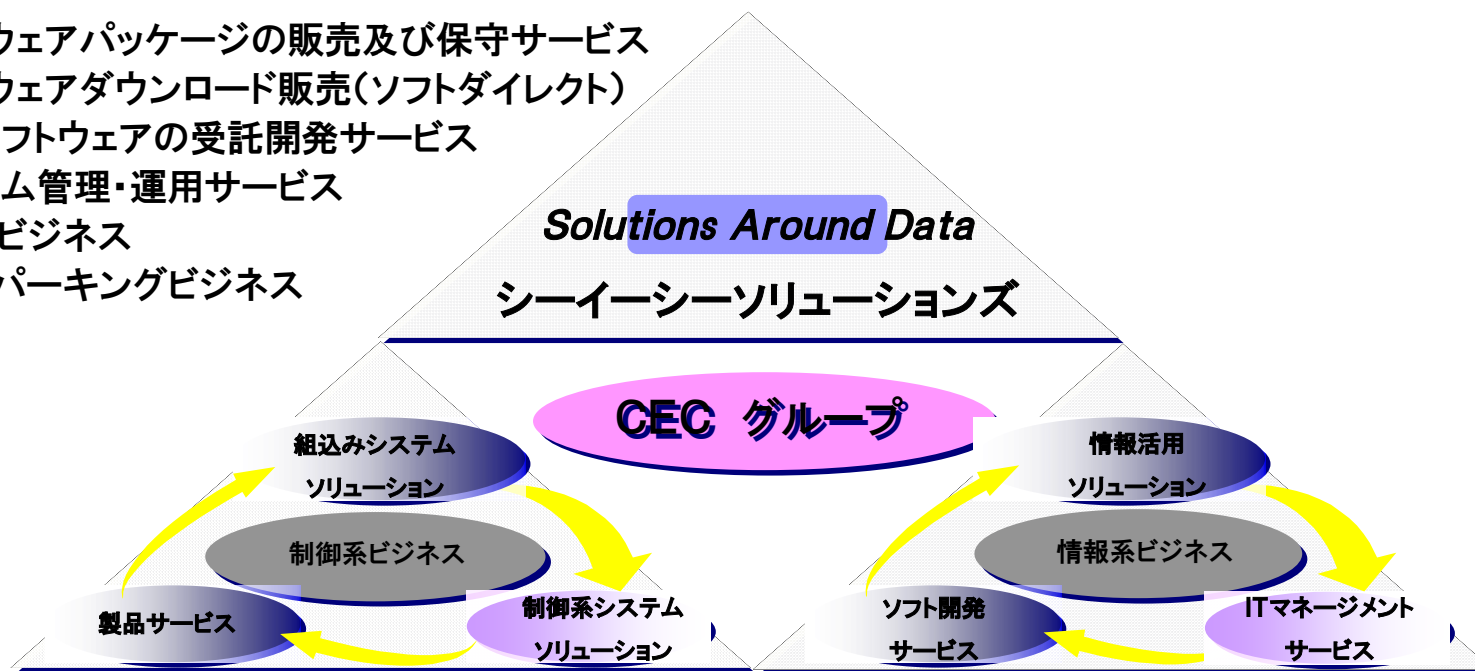 ウェアパッケージの販売及び保守サービス
ウェアダウンロード販売(ソフトダイレクト)
フトウェアの受託開発サービス
ム管理・運用サービス
ビジネス
パーキングビジネス
Solutions Around Data
シーイーシーソリューションズ
CEC グループ
組込みシステム
ソリューション
制御系ビジネス
製品サービス
制御系システム
ソリューション
情報活用
ソリューション
情報系ビジネス
ソフト開発
サービス
ITマネージメント
サービス